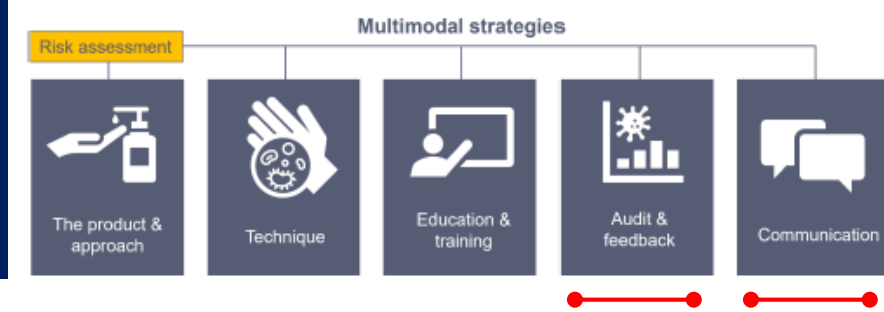 Multimodal strategies
Risk assessment
The product &
approach
Technique
Education &
training
Audit &
feedback
Communication